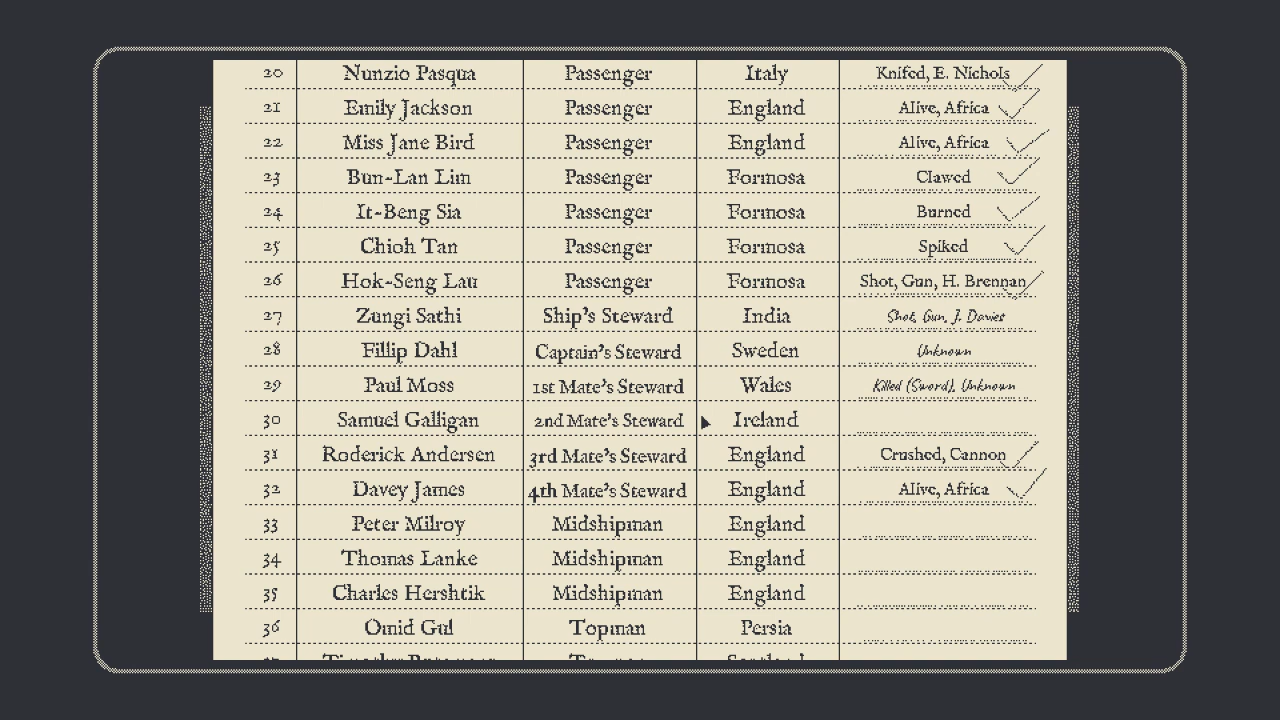 20 Nunzio Pasqua Passenger Italy Knifed, E. Nichols
21 Emily Jackson Passenger England Alive, Africa
22 Miss Jane Bird Passenger England Alive, Africa
23 Bun-Lan Lim Passenger Formosa Clawed
24 It-Beng Sia Passenger Formosa Burned
25 Chioh Tan Passenger Formosa Spiked
26 Hok-Seng Lau Passenger Formosa Shot, Gun, H. Brennan
27 Zungi Sathi Ship's Steward India Shot, Gun, J. Davies
28 Fillip Dahl Captain's Steward Sweden Unknown
29 Paul Moss 1st Mate's Steward Wales Killed (Sword), Unknown
30 Samuel Galligan 2nd Mate's Steward Ireland
31 Roderick Andersen 3rd Mate's Steward England Crushed, Cannon
32 Davey James 4th Mate's Steward England Alive, Africa
33 Peter Milroy Midshipman England
34 Thomas Lanke Midshipman England
35 Charles Hershtik Midshipman England
36 Omid Gul Topman Persia